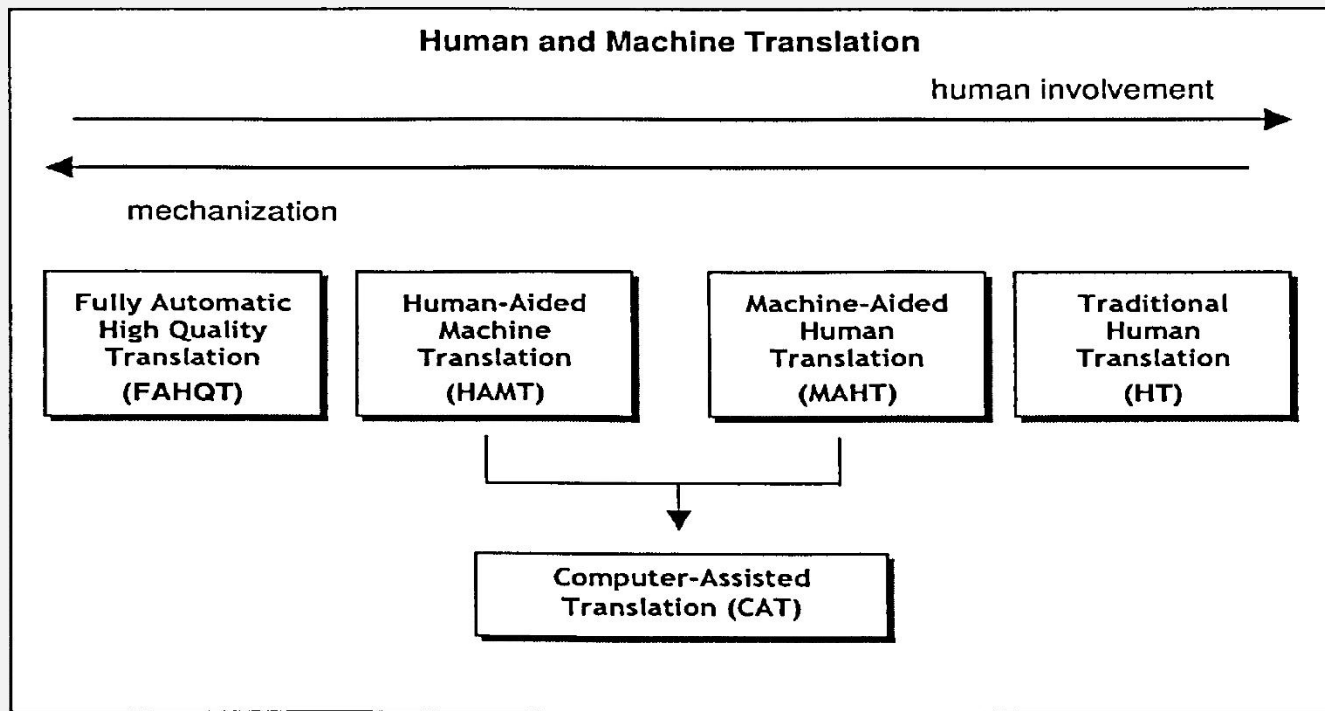 Human and Machine Translation
human involvement
mechanization
Fully Automatic
High Quality
Translation
(FAHQT)
Human-Aided
Machine
Translation
(HAMT)
Machine-Aided
Human
Translation
(MAHT)
Traditional
Human
Translation
(HT)
Computer-Assisted
Translation (CAT)